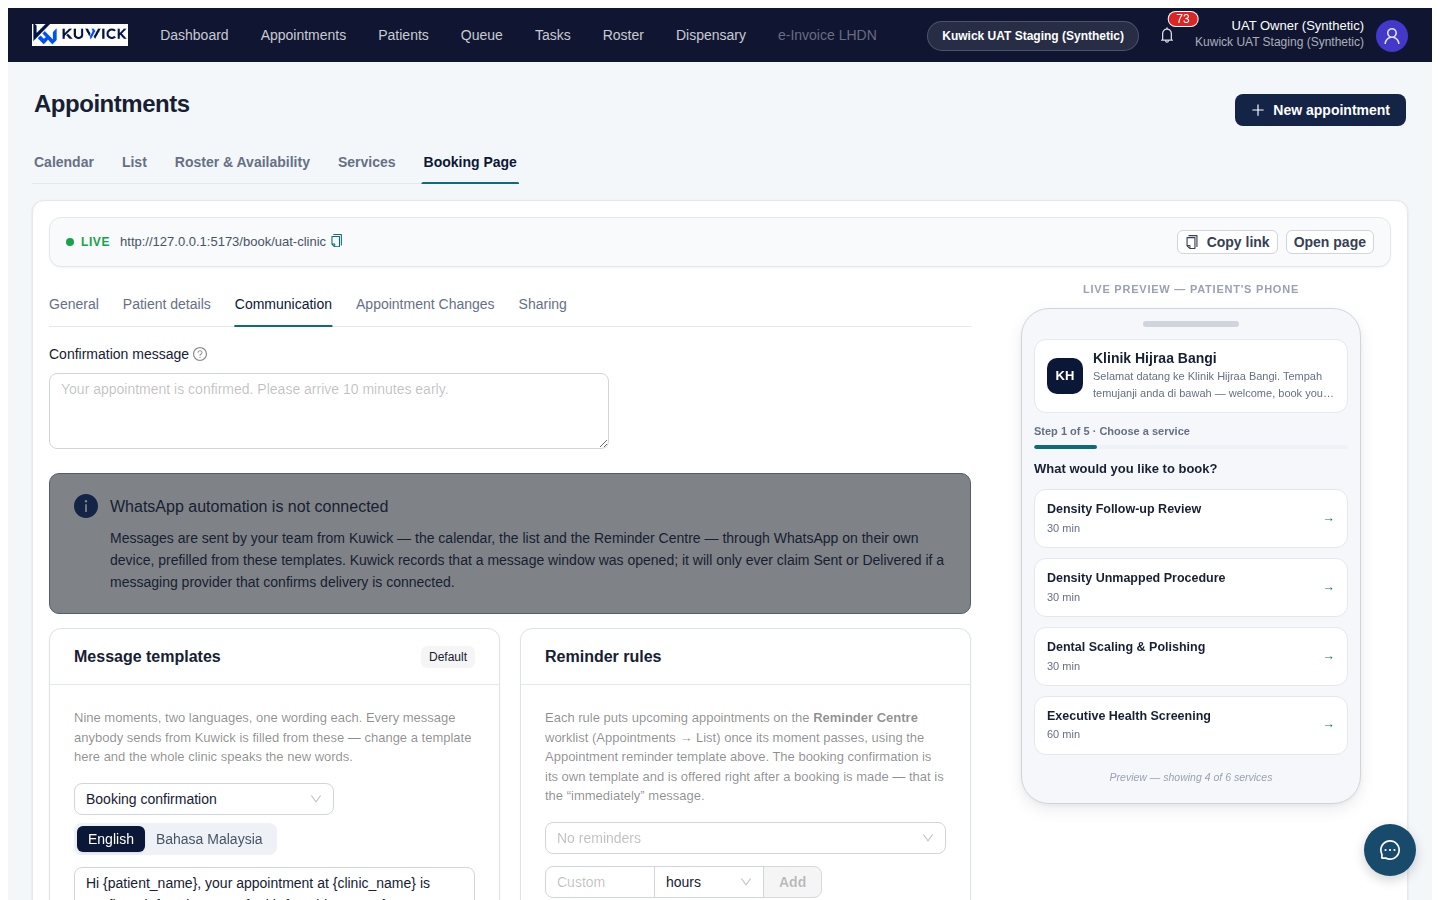 KUVVICK
Dashboard
Appointments
Patients
Queue
Tasks
Roster
Dispensary
e-Invoice LHDN
Kuwick UAT Staging (Synthetic)
73
UAT Owner (Synthetic)
Kuwick UAT Staging (Synthetic)
Appointments
New appointment
Calendar
List
Roster & Availability
Services
Booking Page
LIVE
http://127.0.0.1:5173/book/uat-clinic
Copy link
Open page
General
Patient details
Communication
Appointment Changes
Sharing
Confirmation message
Your appointment is confirmed. Please arrive 10 minutes early.
WhatsApp automation is not connected
Messages are sent by your team from Kuwick — the calendar, the list and the Reminder Centre — through WhatsApp on their own
device, prefilled from these templates. Kuwick records that a message window was opened; it will only ever claim Sent or Delivered if a
messaging provider that confirms delivery is connected.
Message templates
Default
Nine moments, two languages, one wording each. Every message
anybody sends from Kuwick is filled from these — change a template
here and the whole clinic speaks the new words.
Booking confirmation
English
Bahasa Malaysia
Hi {patient_name}, your appointment at {clinic_name} is
Reminder rules
Each rule puts upcoming appointments on the Reminder Centre
worklist (Appointments → List) once its moment passes, using the
Appointment reminder template above. The booking confirmation is
its own template and is offered right after a booking is made — that is
the “immediately” message.
No reminders
Custom
hours
Add
LIVE PREVIEW — PATIENT'S PHONE
KH
Klinik Hijraa Bangi
Selamat datang ke Klinik Hijraa Bangi. Tempah
temujanji anda di bawah — welcome, book you…
Step 1 of 5 · Choose a service
What would you like to book?
Density Follow-up Review
30 min
→
Density Unmapped Procedure
30 min
→
Dental Scaling & Polishing
30 min
→
Executive Health Screening
60 min
→
Preview — showing 4 of 6 services